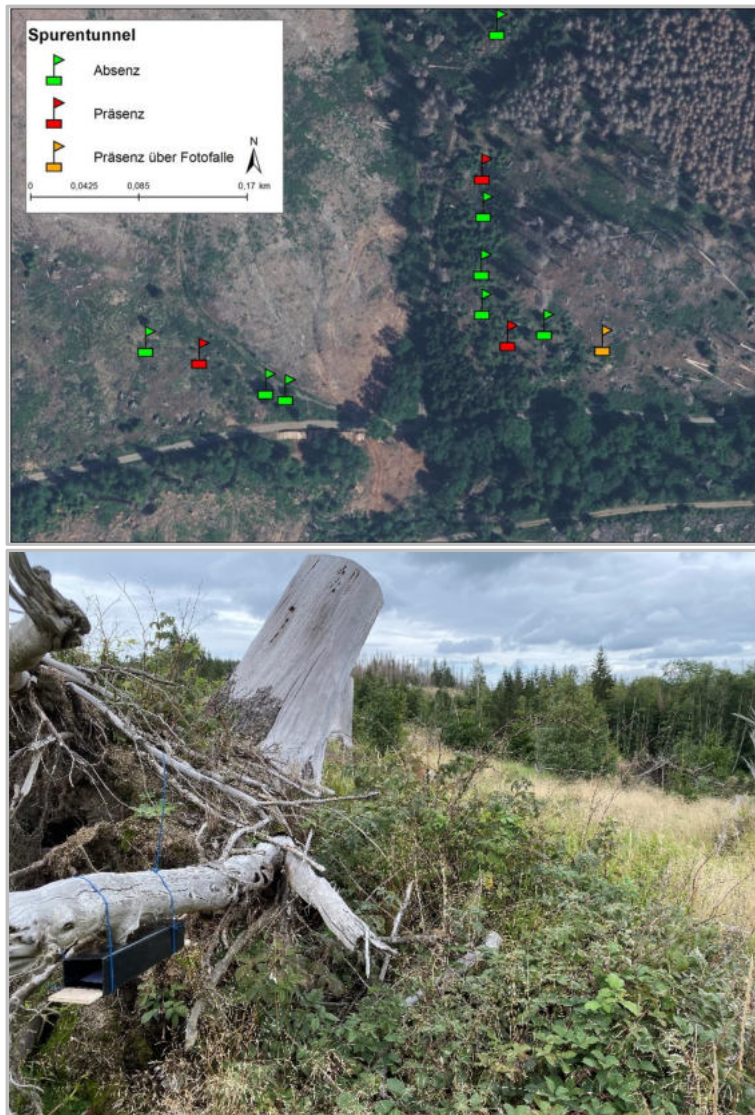 Spurentunnel
Absenz
Präsenz
Präsenz über Fotofalle
N
0 0,0425 0,085 0,17 km